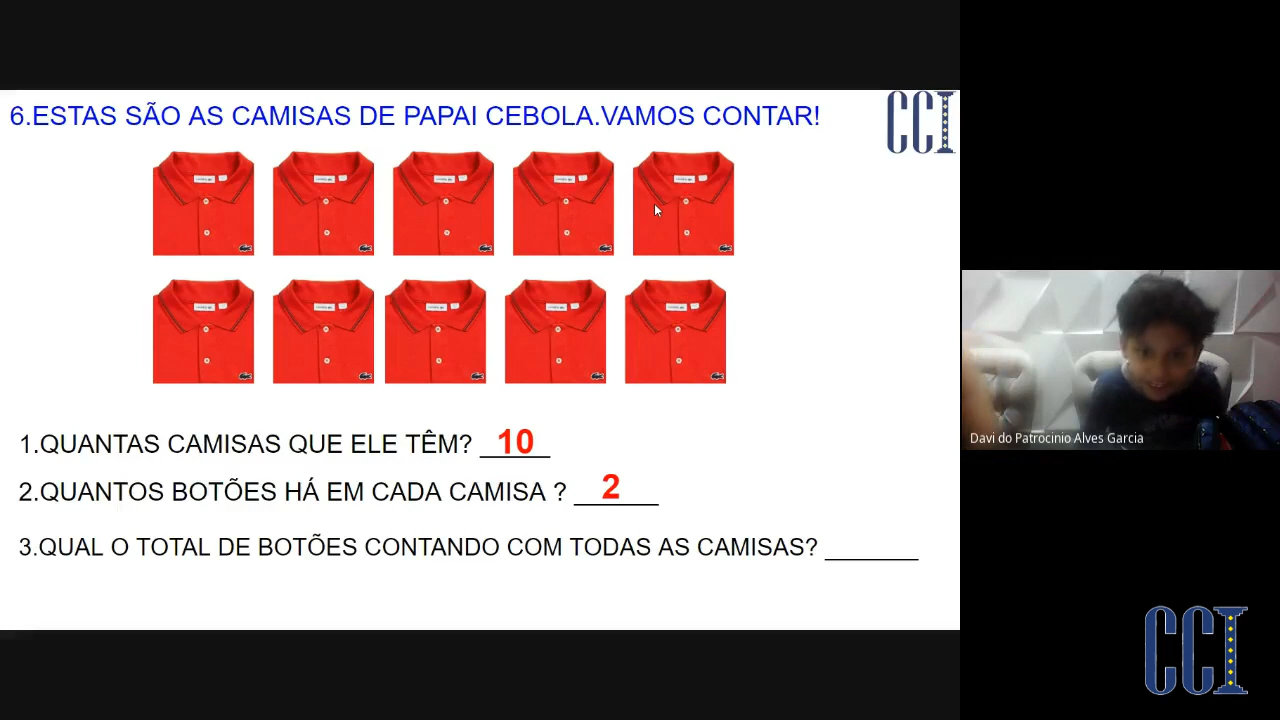 6.ESTAS SÃO AS CAMISAS DE PAPAI CEBOLA.VAMOS CONTAR!
CCI
1.QUANTAS CAMISAS QUE ELE TÊM? 10
2.QUANTOS BOTÕES HÁ EM CADA CAMISA ? 2
3.QUAL O TOTAL DE BOTÕES CONTANDO COM TODAS AS CAMISAS? ________
Davi do Patrocinio Alves Garcia
CCI